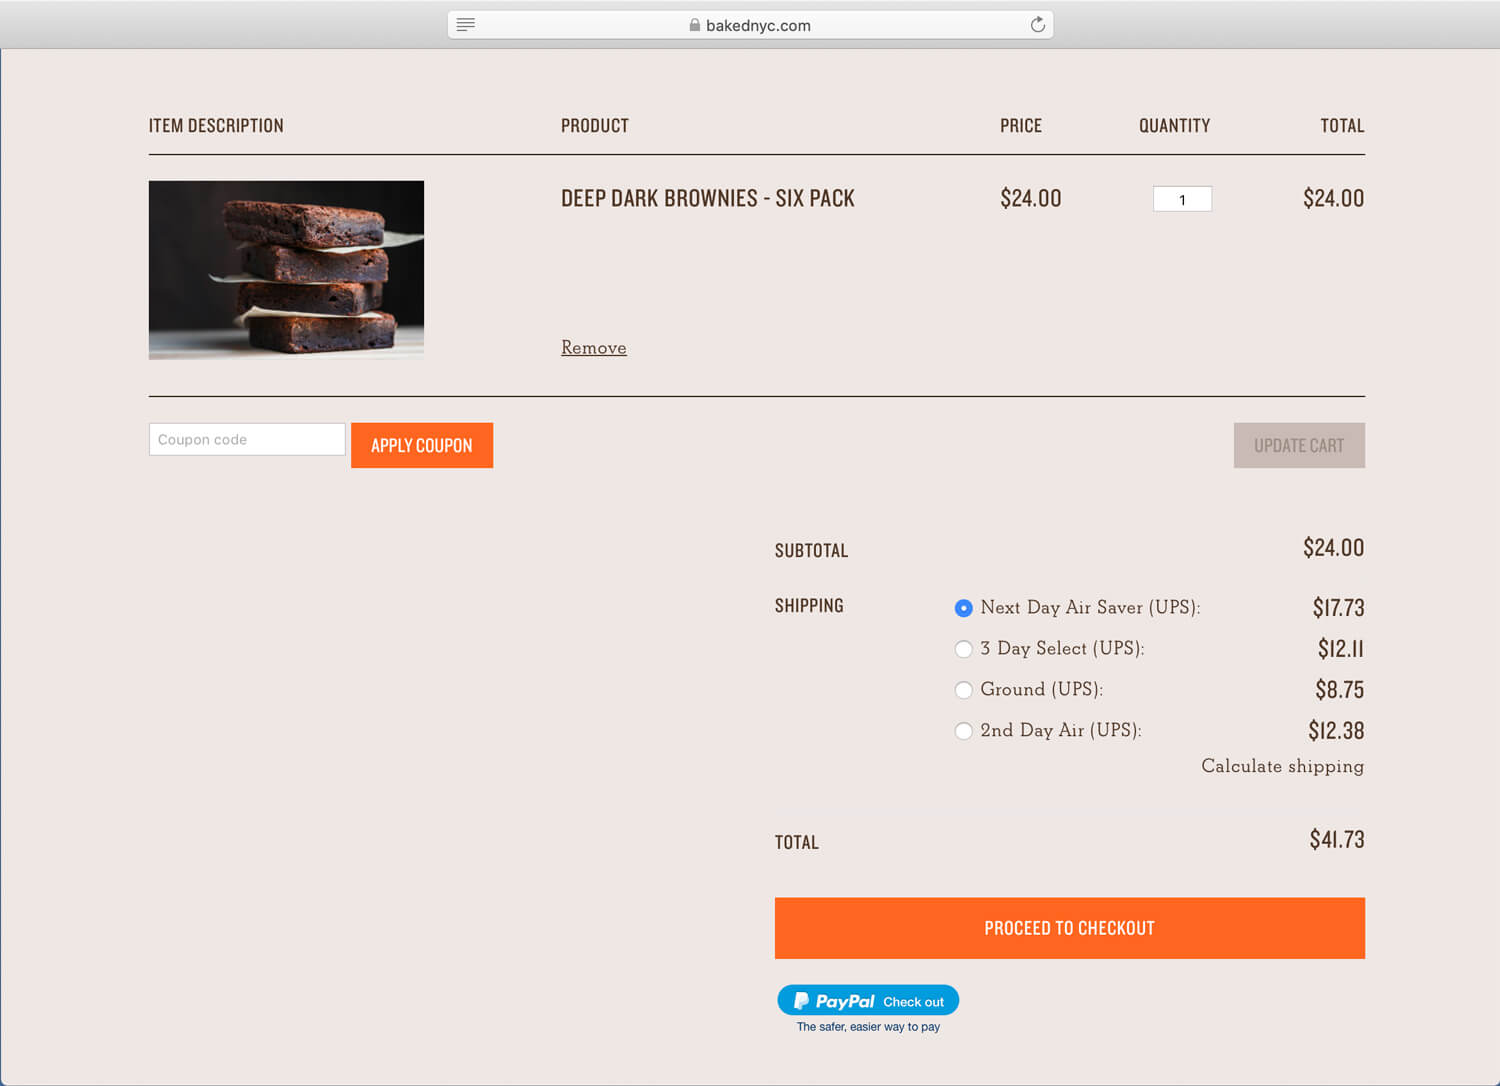 bakednyc.com
ITEM DESCRIPTION PRODUCT PRICE QUANTITY TOTAL
DEEP DARK BROWNIES - SIX PACK $24.00 1 $24.00
Remove
Coupon code APPLY COUPON UPDATE CART
SUBTOTAL $24.00
SHIPPING Next Day Air Saver (UPS): $17.73
3 Day Select (UPS): $12.11
Ground (UPS): $8.75
2nd Day Air (UPS): $12.38
Calculate shipping
TOTAL $41.73
PROCEED TO CHECKOUT
PayPal Check out
The safer, easier way to pay